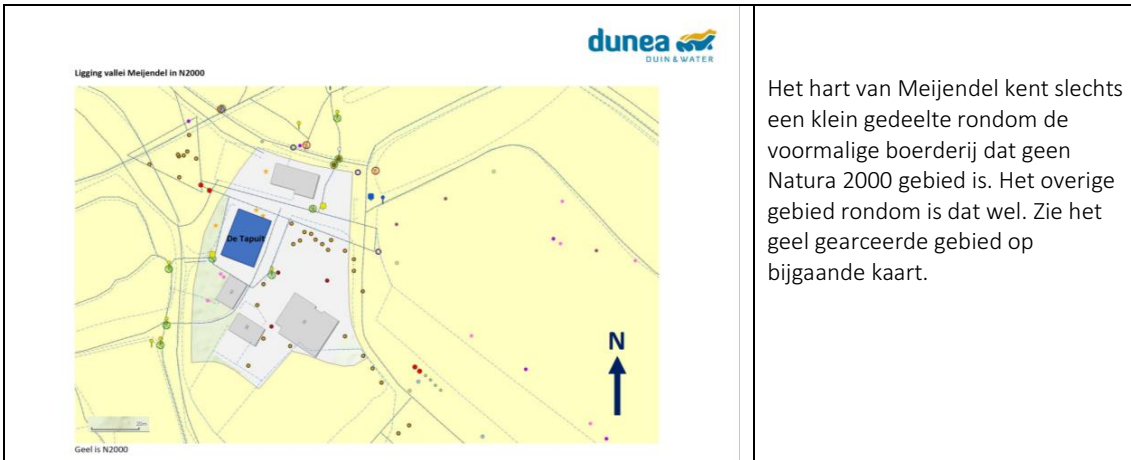 dunea
DUIN & WATER
Ligging vallei Meijendel in N2000
De Tapuit
N
20m
Geel is N2000
Het hart van Meijendel kent slechts
een klein gedeelte rondom de
voormalige boerderij dat geen
Natura 2000 gebied is. Het overige
gebied rondom is dat wel. Zie het
geel gearceerde gebied op
bijgaande kaart.